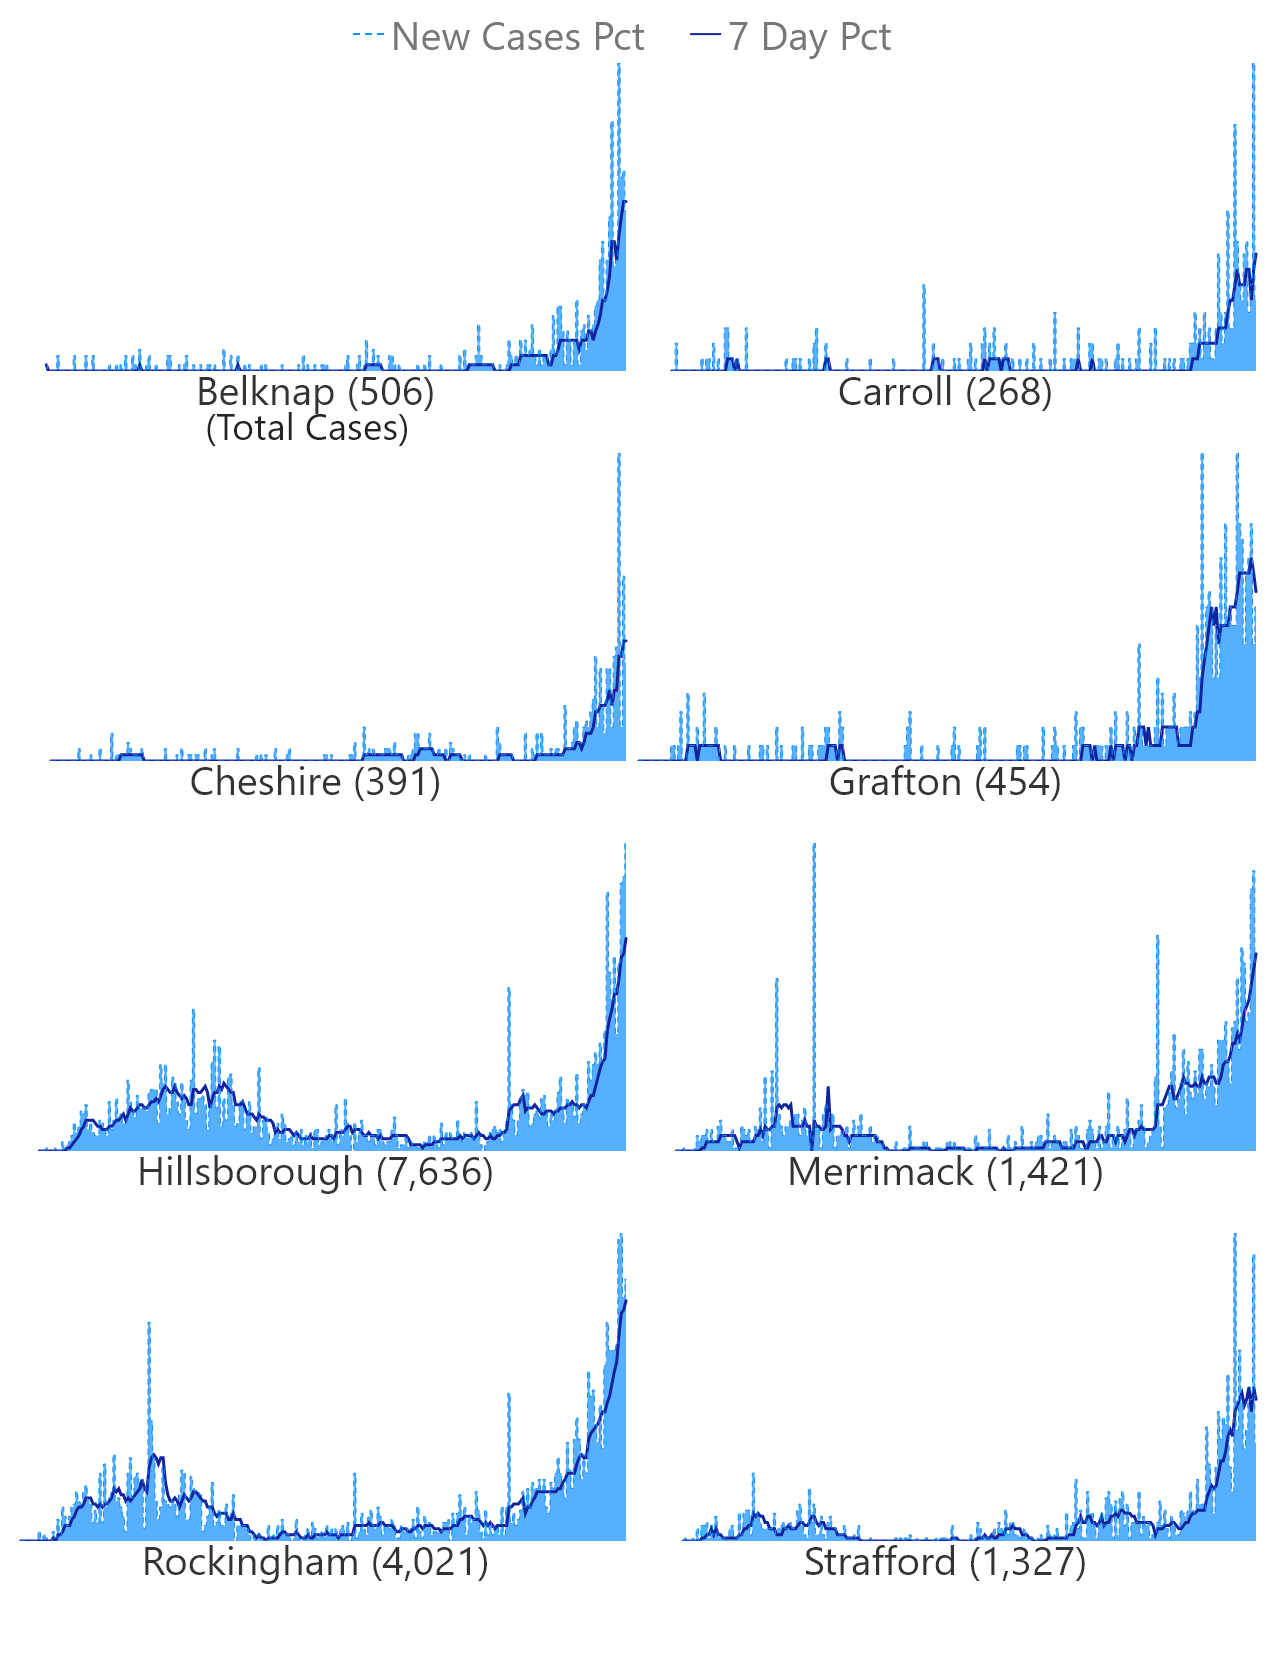 New Cases Pct 7 Day Pct
Belknap (506) Carroll (268)
(Total Cases)
Cheshire (391) Grafton (454)
Hillsborough (7,636) Merrimack (1,421)
Rockingham (4,021) Strafford (1,327)